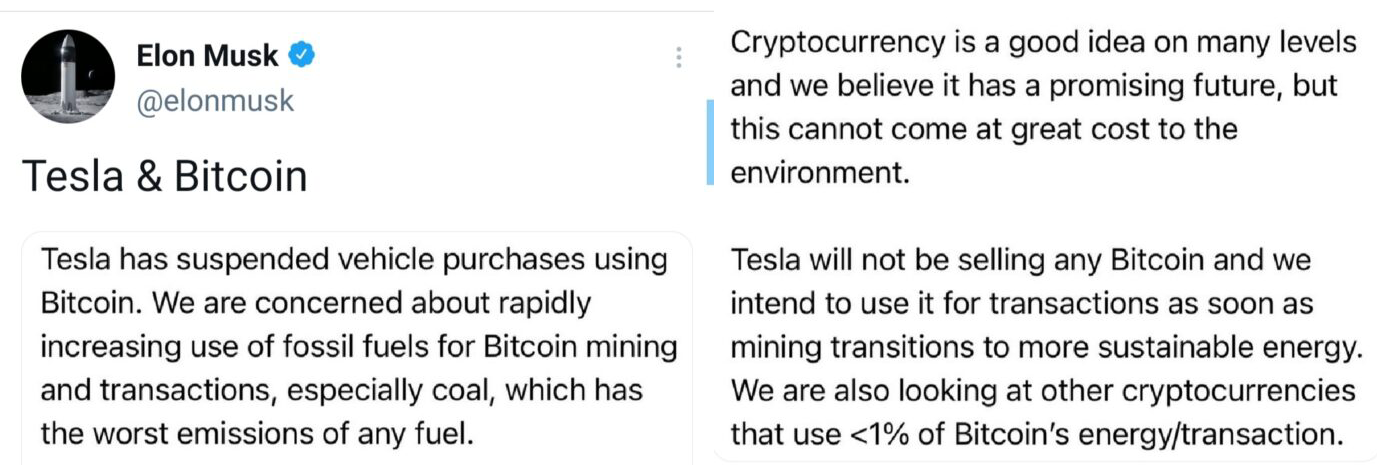 Elon Musk
@elonmusk
Tesla & Bitcoin
Tesla has suspended vehicle purchases using
Bitcoin. We are concerned about rapidly
increasing use of fossil fuels for Bitcoin mining
and transactions, especially coal, which has
the worst emissions of any fuel.
Cryptocurrency is a good idea on many levels
and we believe it has a promising future, but
this cannot come at great cost to the
environment.
Tesla will not be selling any Bitcoin and we
intend to use it for transactions as soon as
mining transitions to more sustainable energy.
We are also looking at other cryptocurrencies
that use <1% of Bitcoin's energy/transaction.